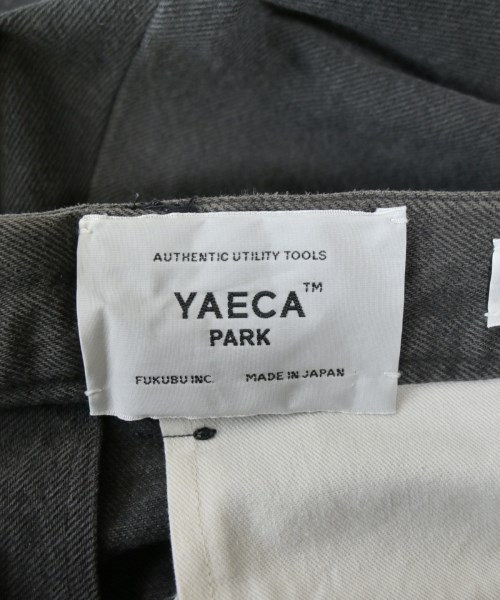 AUTHENTIC UTILITY TOOLS
YAECA™
PARK
FUKUBU INC. MADE IN JAPAN